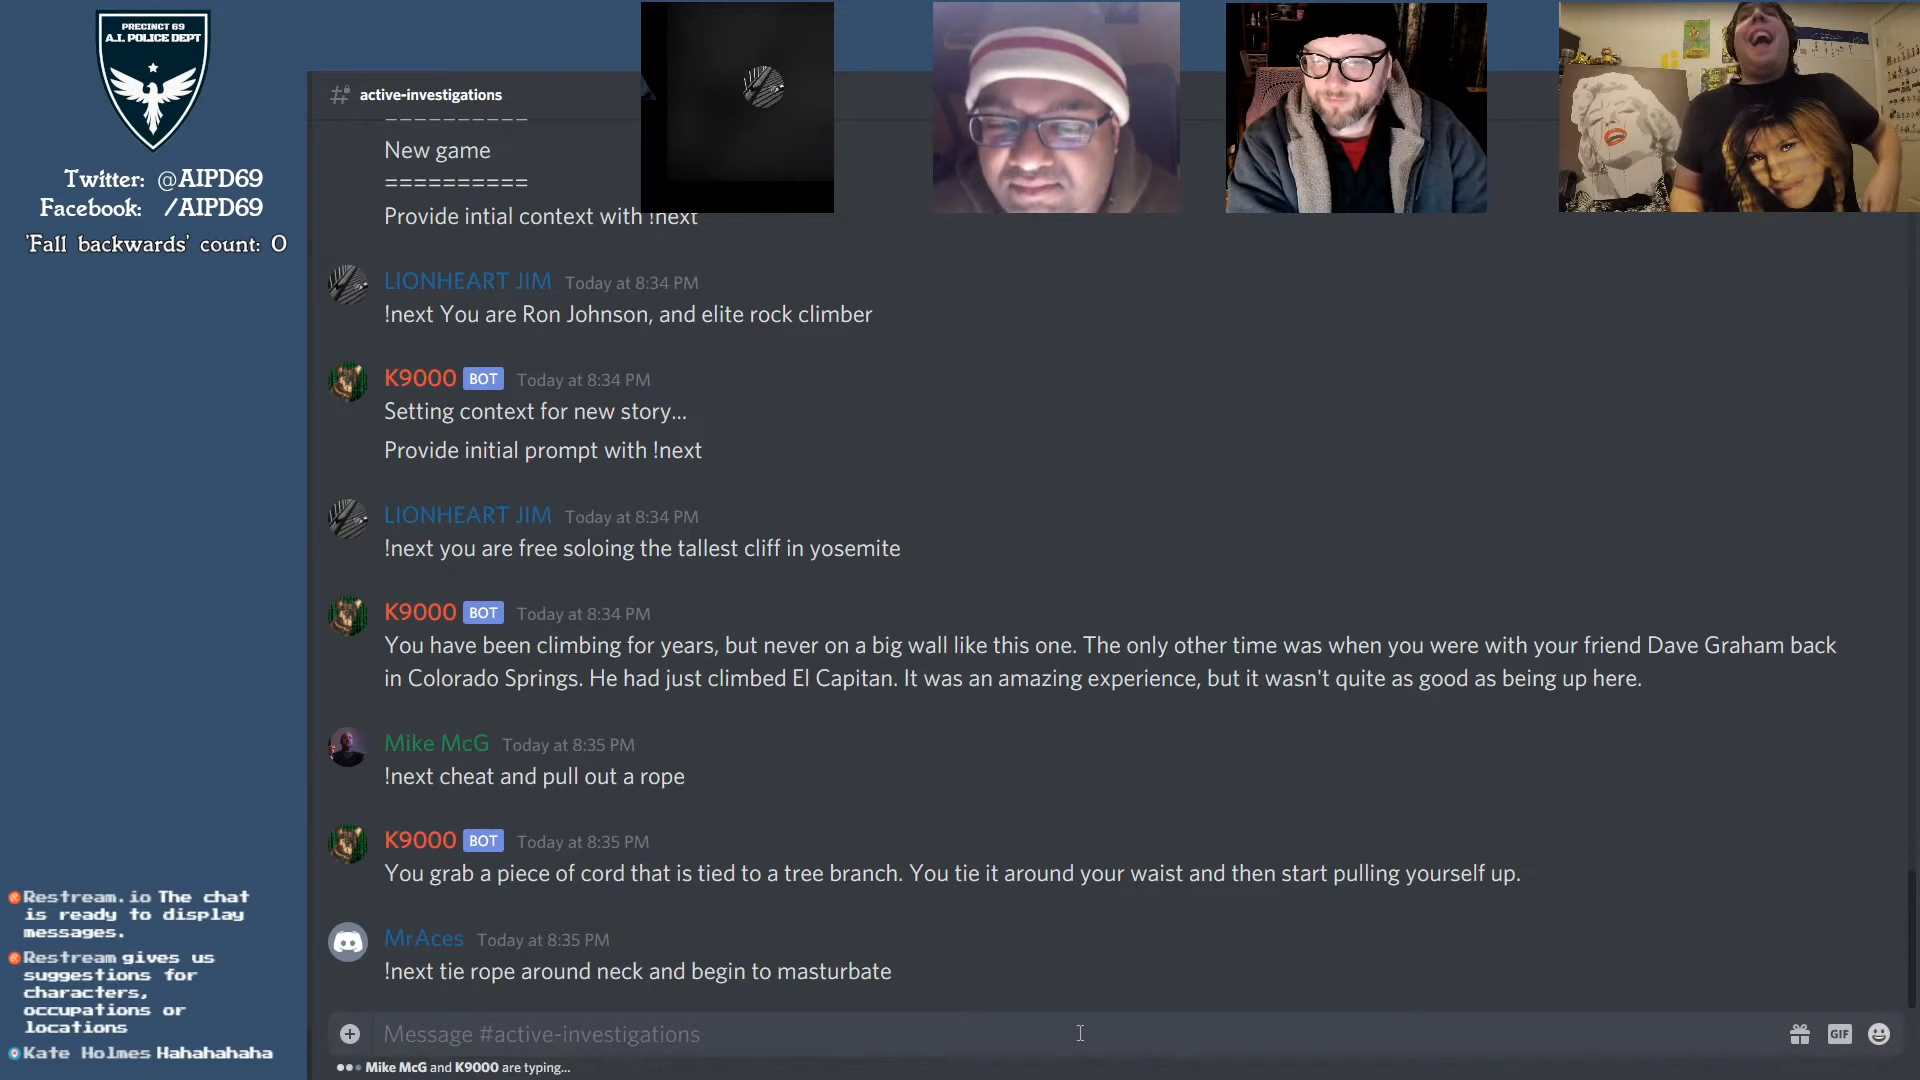 PRECINCT 69
A.I. POLICE DEPT
Twitter: @AIPD69
Facebook: /AIPD69
'Fall backwards' count: 0
active-investigations
==========
New game
==========
Provide intial context with !next
LIONHEART JIM Today at 8:34 PM
!next You are Ron Johnson, and elite rock climber
K9000 BOT Today at 8:34 PM
Setting context for new story...
Provide initial prompt with !next
LIONHEART JIM Today at 8:34 PM
!next you are free soloing the tallest cliff in yosemite
K9000 BOT Today at 8:34 PM
You have been climbing for years, but never on a big wall like this one. The only other time was when you were with your friend Dave Graham back
in Colorado Springs. He had just climbed El Capitan. It was an amazing experience, but it wasn't quite as good as being up here.
Mike McG Today at 8:35 PM
!next cheat and pull out a rope
K9000 BOT Today at 8:35 PM
You grab a piece of cord that is tied to a tree branch. You tie it around your waist and then start pulling yourself up.
MrAces Today at 8:35 PM
!next tie rope around neck and begin to masturbate
Message #active-investigations
GIF
Mike McG and K9000 are typing...
Restream.io The chat
is ready to display
messages.
Restream gives us
suggestions for
characters,
occupations or
locations
Kate Holmes Hahahahaha